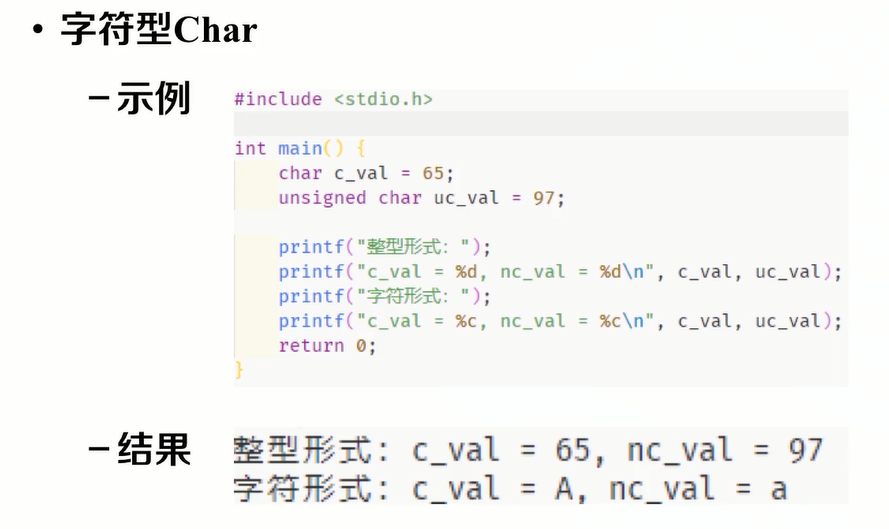 • 字符型Char
–示例
#include <stdio.h>
int main() {
char c_val = 65;
unsigned char uc_val = 97;
printf("整型形式: ");
printf("c_val = %d, nc_val = %d\n", c_val, uc_val);
printf("字符形式: ");
printf("c_val = %c, nc_val = %c\n", c_val, uc_val);
return 0;
}
–结果
整型形式: c_val = 65, nc_val = 97
字符形式: c_val = A, nc_val = a